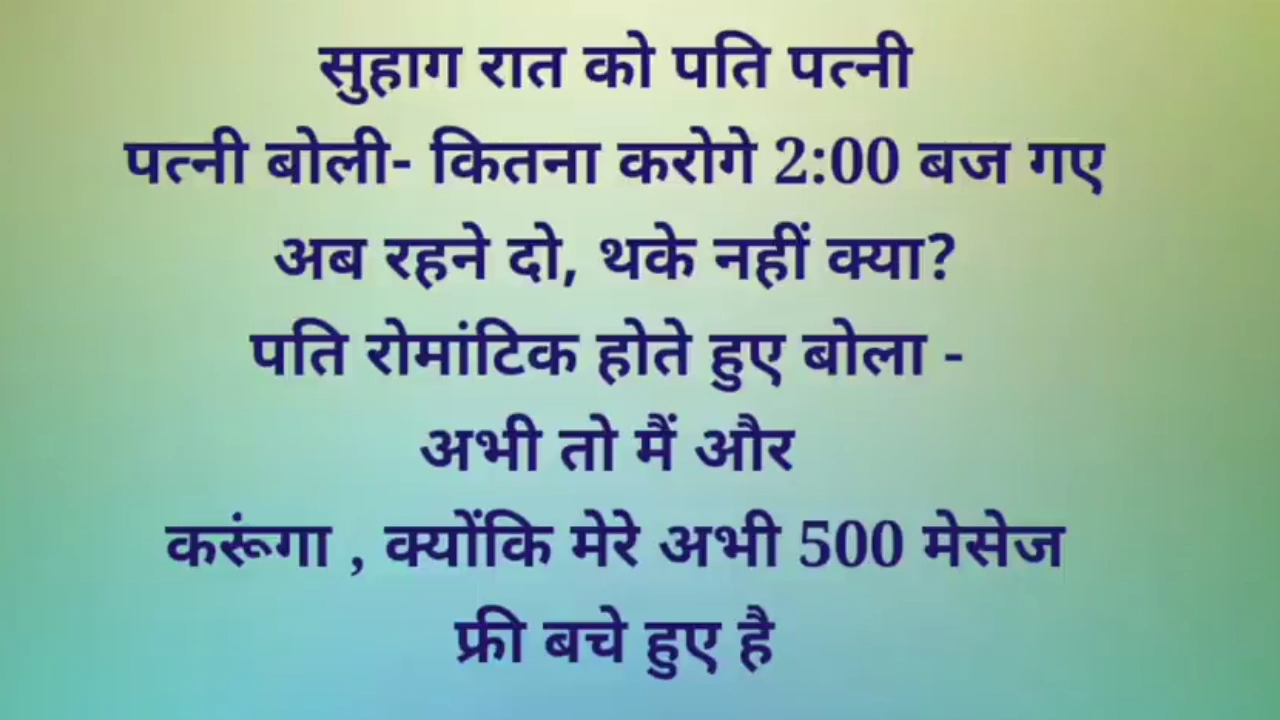 सुहाग रात को पति पत्नी
पत्नी बोली- कितना करोगे 2:00 बज गए
अब रहने दो, थके नहीं क्या?
पति रोमांटिक होते हुए बोला -
अभी तो मैं और
करूंगा , क्योंकि मेरे अभी 500 मेसेज
फ्री बचे हुए है